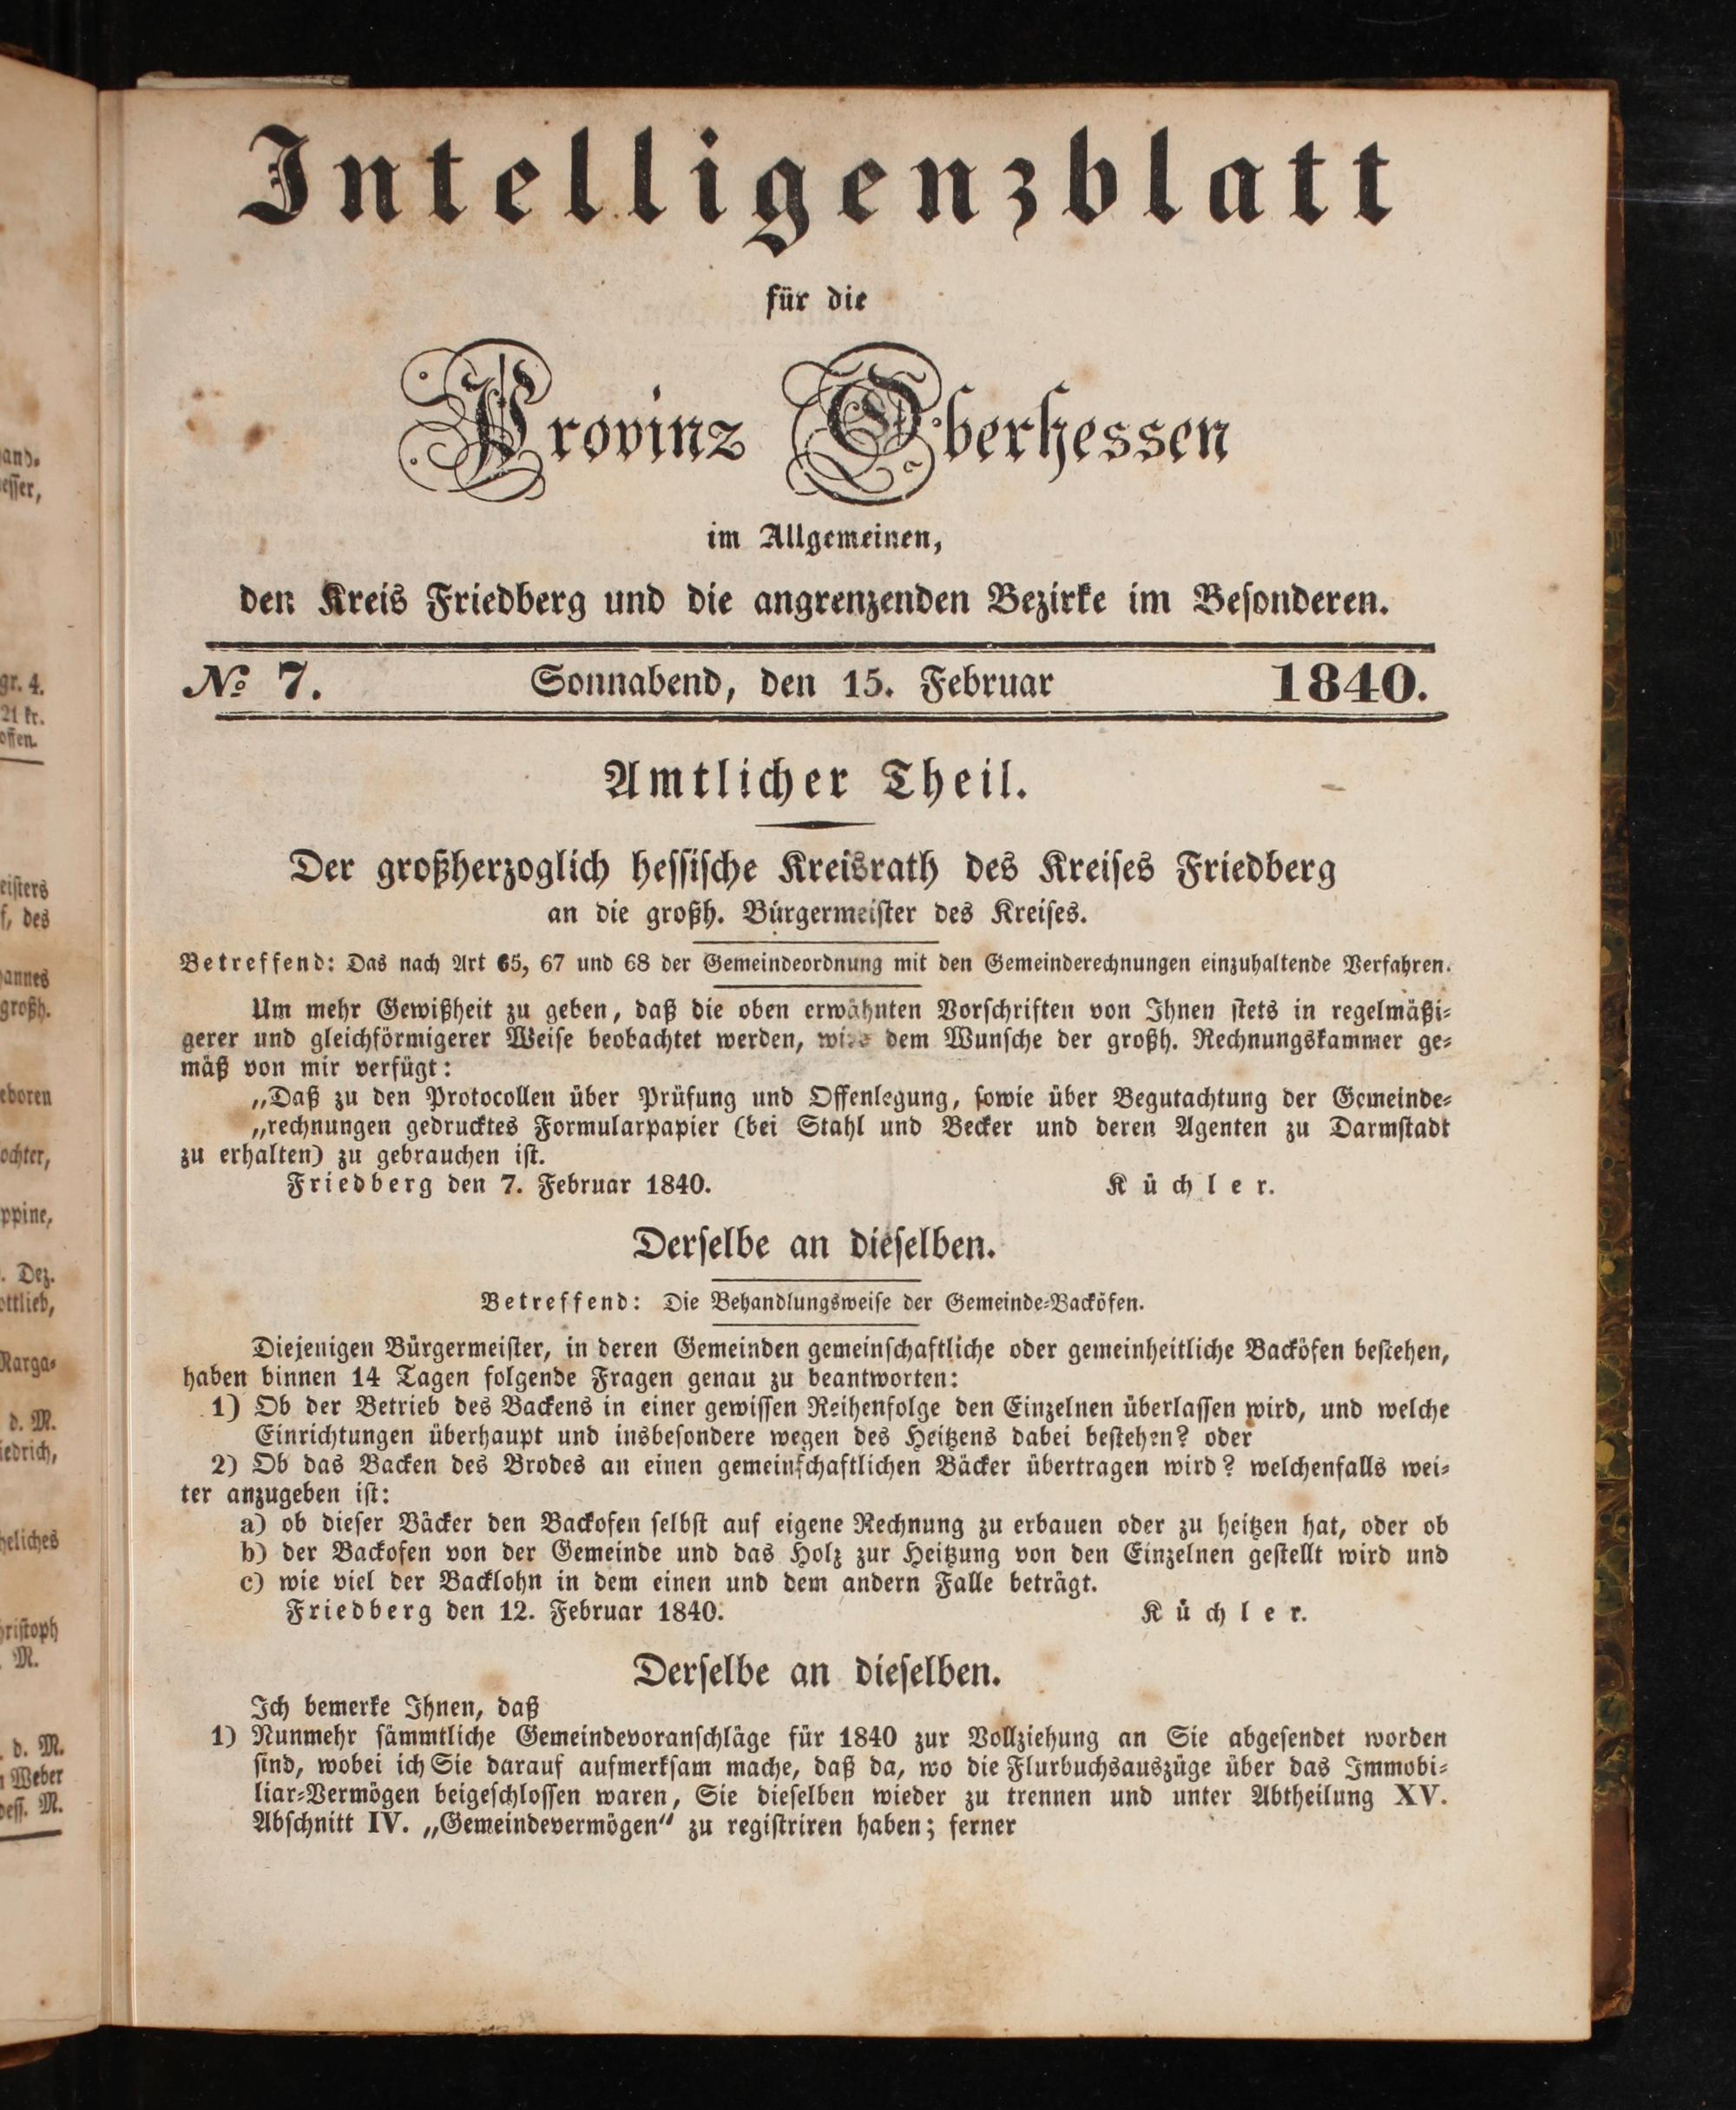 Intelligenzblatt
für die
Provinz Oberhessen
im Allgemeinen,
den Kreis Friedberg und die angrenzenden Bezirke im Besonderen.
No 7. Sonnabend, den 15. Februar 1840.
Amtlicher Theil.
Der großherzoglich hessische Kreisrath des Kreises Friedberg
an die großh. Bürgermeister des Kreises.
Betreffend: Das nach Art 65, 67 und 68 der Gemeindeordnung mit den Gemeinderechnungen einzuhaltende Verfahren.
Um mehr Gewißheit zu geben, daß die oben erwähnten Vorschriften von Ihnen stets in regelmäßi-
gerer und gleichförmigerer Weise beobachtet werden, wird dem Wunsche der großh. Rechnungskammer ge-
mäß von mir verfügt:
„Daß zu den Protocollen über Prüfung und Offenlegung, sowie über Begutachtung der Gemeinde-
„rechnungen gedrucktes Formularpapier (bei Stahl und Becker und deren Agenten zu Darmstadt
zu erhalten) zu gebrauchen ist.
Friedberg den 7. Februar 1840. Küchler.
Derselbe an dieselben.
Betreffend: Die Behandlungsweise der Gemeinde-Backöfen.
Diejenigen Bürgermeister, in deren Gemeinden gemeinschaftliche oder gemeinheitliche Backöfen bestehen,
haben binnen 14 Tagen folgende Fragen genau zu beantworten:
1) Ob der Betrieb des Backens in einer gewissen Reihenfolge den Einzelnen überlassen wird, und welche
Einrichtungen überhaupt und insbesondere wegen des Heitzens dabei bestehen? oder
2) Ob das Backen des Brodes an einen gemeinschaftlichen Bäcker übertragen wird? welchenfalls wei-
ter anzugeben ist:
a) ob dieser Bäcker den Backofen selbst auf eigene Rechnung zu erbauen oder zu heitzen hat, oder ob
b) der Backofen von der Gemeinde und das Holz zur Heitzung von den Einzelnen gestellt wird und
c) wie viel der Backlohn in dem einen und dem andern Falle beträgt.
Friedberg den 12. Februar 1840. Küchler.
Derselbe an dieselben.
Ich bemerke Ihnen, daß
1) Nunmehr sämmtliche Gemeindevoranschläge für 1840 zur Vollziehung an Sie abgesendet worden
sind, wobei ich Sie darauf aufmerksam mache, daß da, wo die Flurbuchsauszüge über das Immobi-
liar-Vermögen beigeschlossen waren, Sie dieselben wieder zu trennen und unter Abtheilung XV.
Abschnitt IV. „Gemeindevermögen“ zu registriren haben; ferner